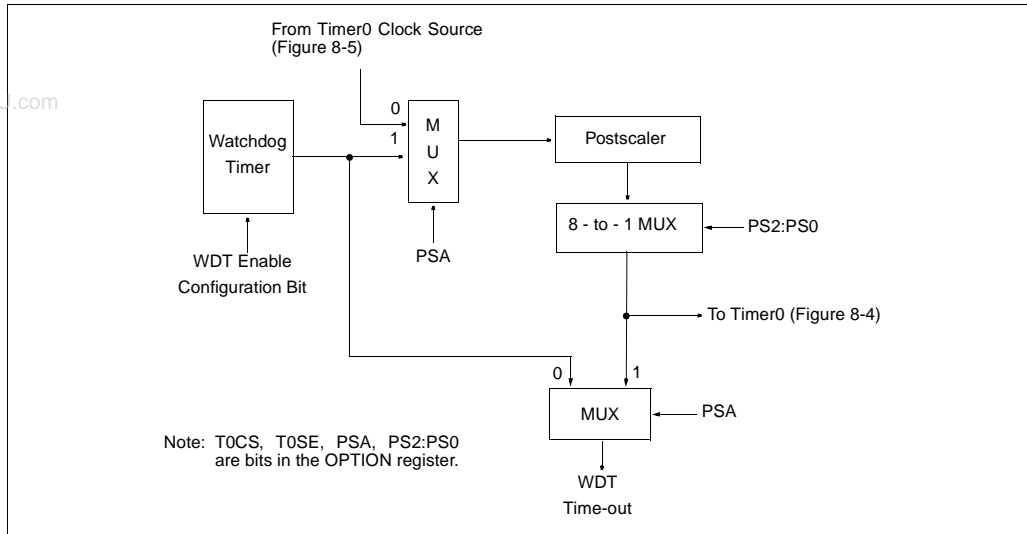 From Timer0 Clock Source
(Figure 8-5)
J.com
0
1
M
U
X
Watchdog
Timer
Postscaler
8 - to - 1 MUX
PS2:PS0
WDT Enable
Configuration Bit
PSA
To Timer0 (Figure 8-4)
0
1
MUX
PSA
Note: T0CS, T0SE, PSA, PS2:PS0
are bits in the OPTION register.
WDT
Time-out